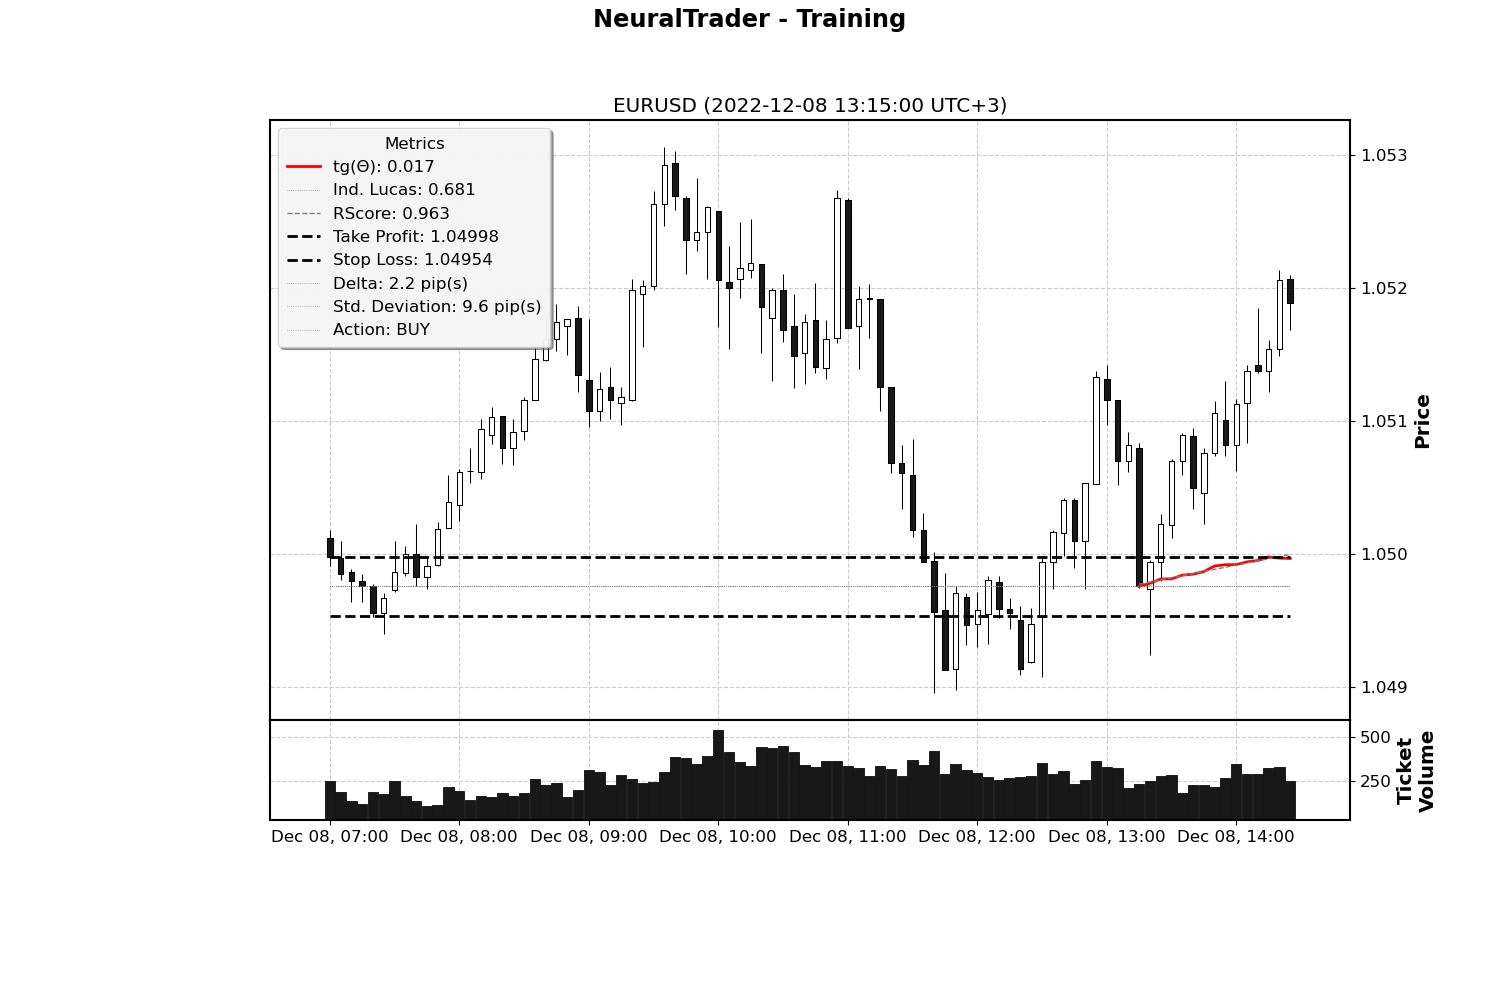 NeuralTrader - Training
EURUSD (2022-12-08 13:15:00 UTC+3)
Metrics
tg(Θ): 0.017
Ind. Lucas: 0.681
RScore: 0.963
Take Profit: 1.04998
Stop Loss: 1.04954
Delta: 2.2 pip(s)
Std. Deviation: 9.6 pip(s)
Action: BUY
1.053
1.052
1.051
1.050
1.049
Price
500
250
Ticket
Volume
Dec 08, 07:00 Dec 08, 08:00 Dec 08, 09:00 Dec 08, 10:00 Dec 08, 11:00 Dec 08, 12:00 Dec 08, 13:00 Dec 08, 14:00